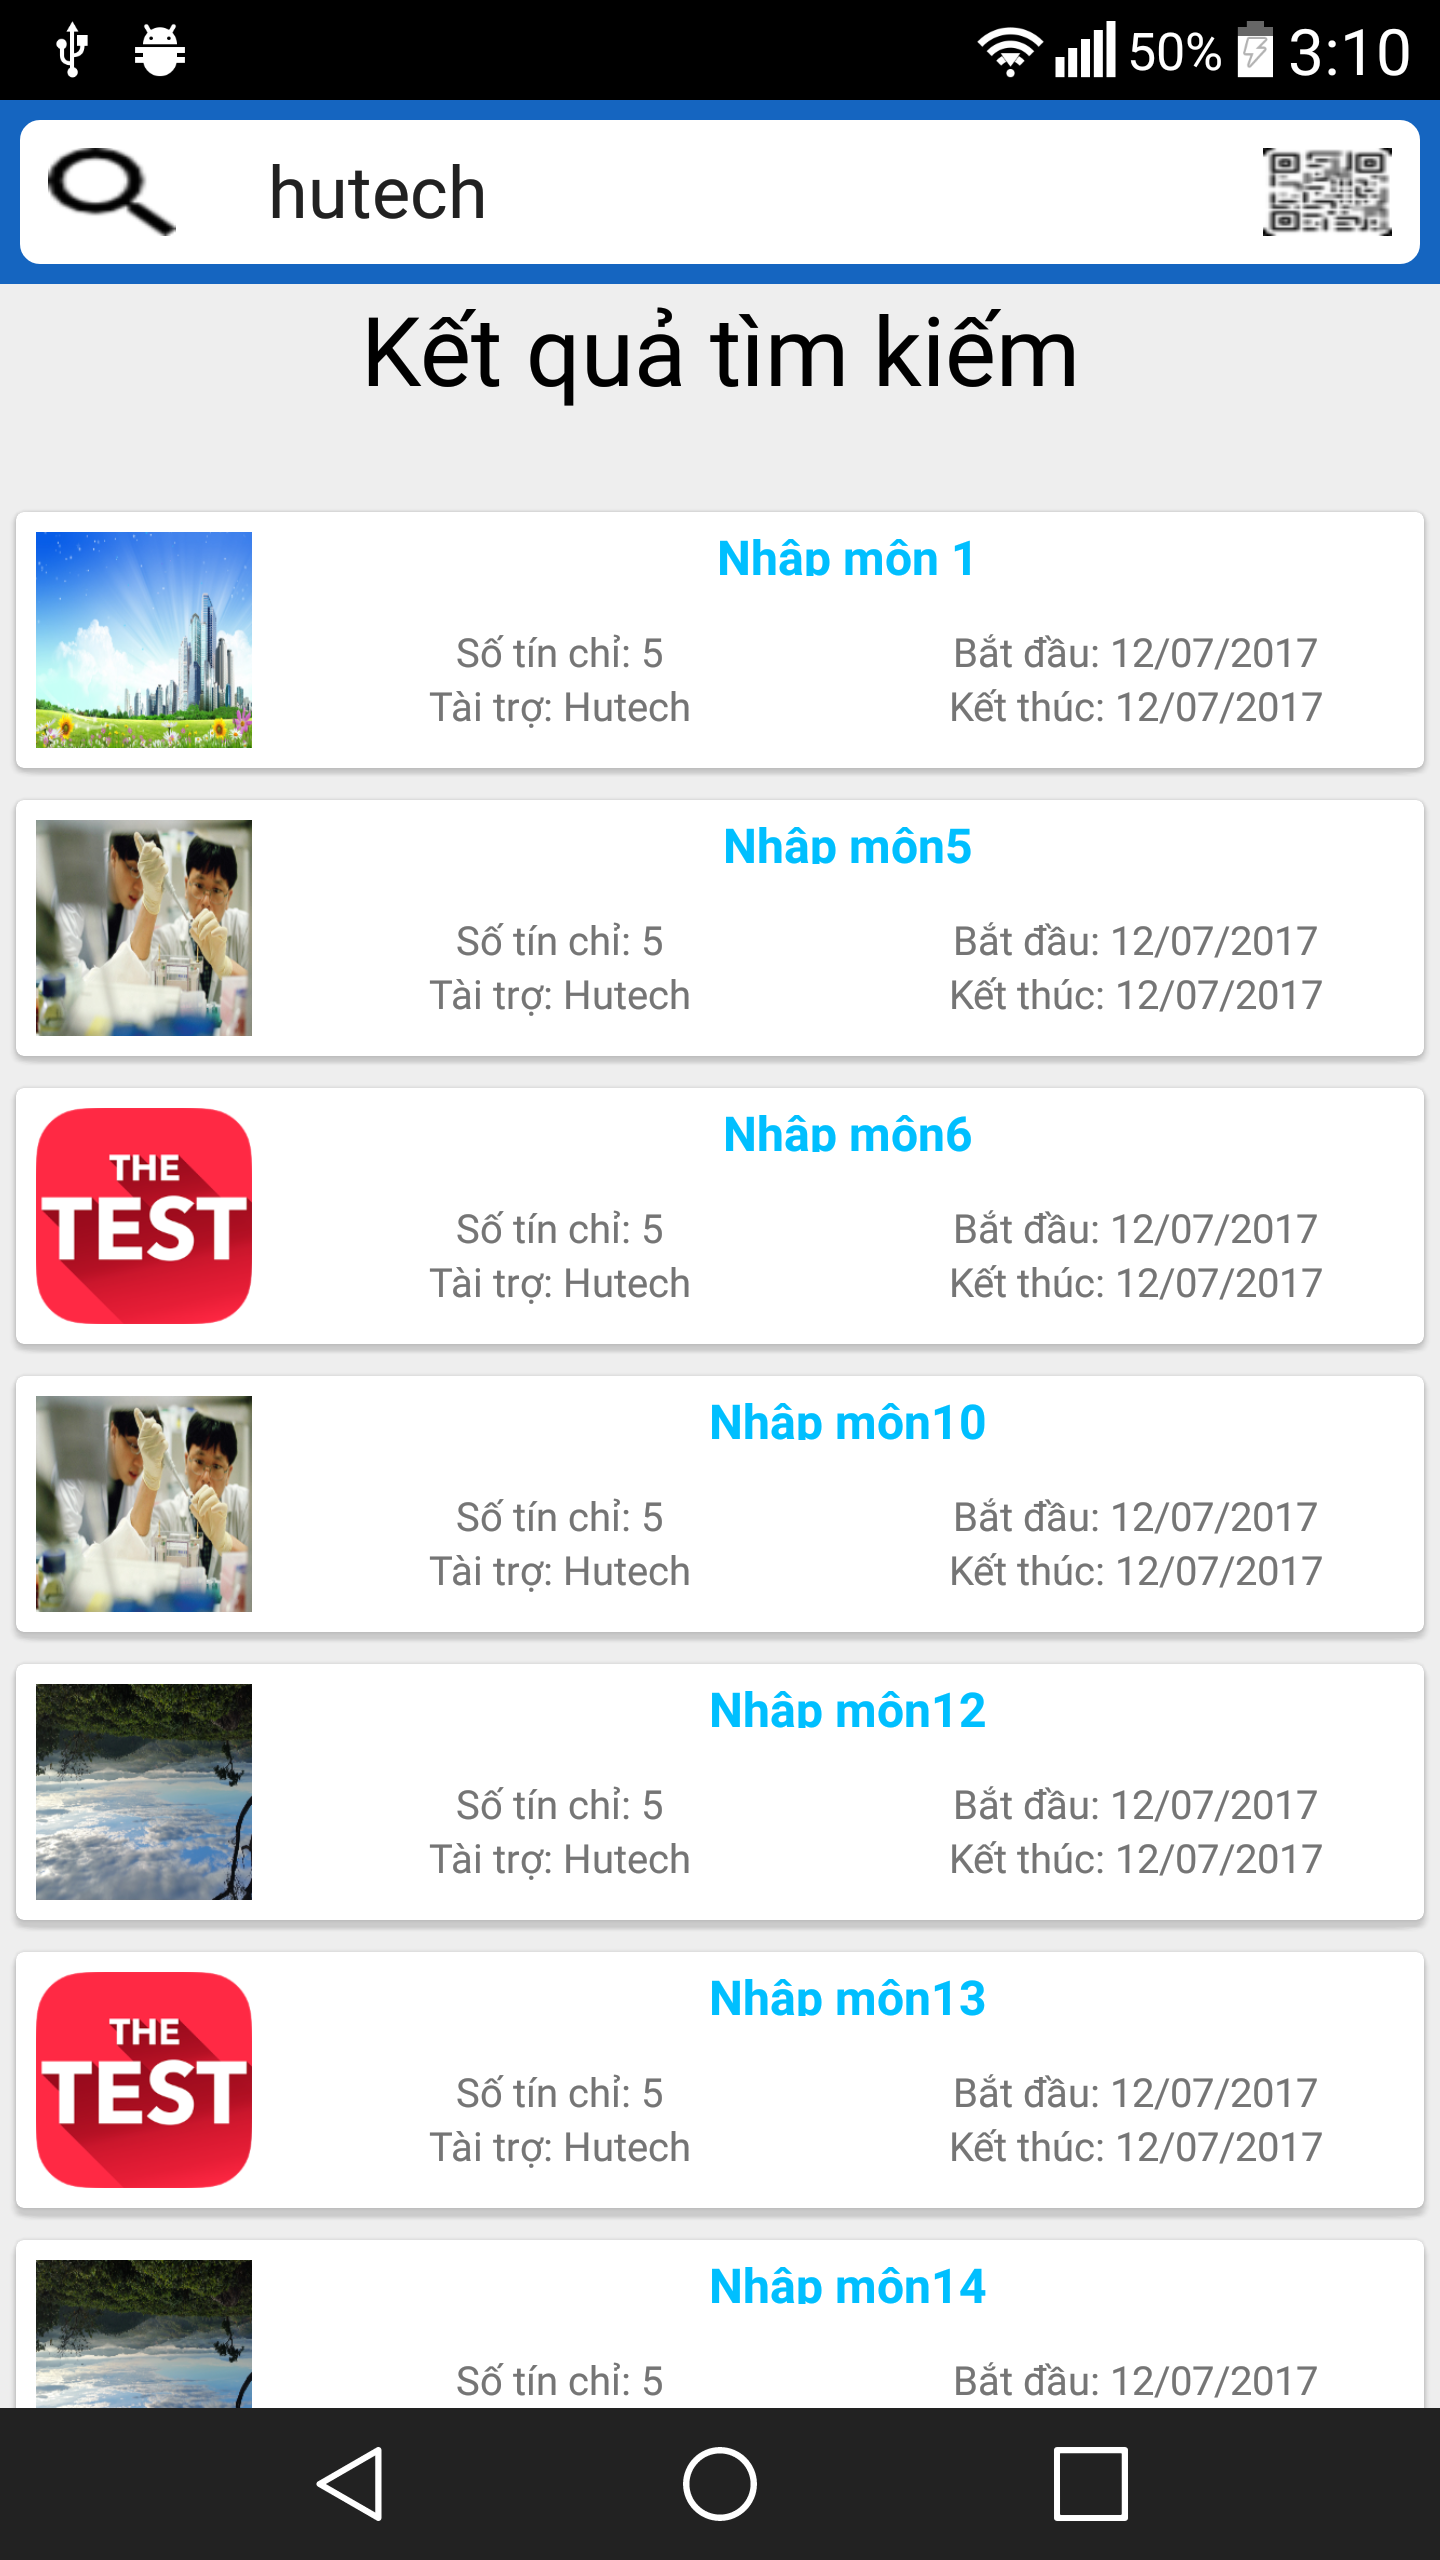 50% 3:10
hutech
Kết quả tìm kiếm
Nhập môn 1
Số tín chỉ: 5
Bắt đầu: 12/07/2017
Tài trợ: Hutech
Kết thúc: 12/07/2017
Nhập môn5
Số tín chỉ: 5
Bắt đầu: 12/07/2017
Tài trợ: Hutech
Kết thúc: 12/07/2017
THE
TEST
Nhập môn6
Số tín chỉ: 5
Bắt đầu: 12/07/2017
Tài trợ: Hutech
Kết thúc: 12/07/2017
Nhập môn10
Số tín chỉ: 5
Bắt đầu: 12/07/2017
Tài trợ: Hutech
Kết thúc: 12/07/2017
Nhập môn12
Số tín chỉ: 5
Bắt đầu: 12/07/2017
Tài trợ: Hutech
Kết thúc: 12/07/2017
THE
TEST
Nhập môn13
Số tín chỉ: 5
Bắt đầu: 12/07/2017
Tài trợ: Hutech
Kết thúc: 12/07/2017
Nhập môn14
Số tín chỉ: 5
Bắt đầu: 12/07/2017